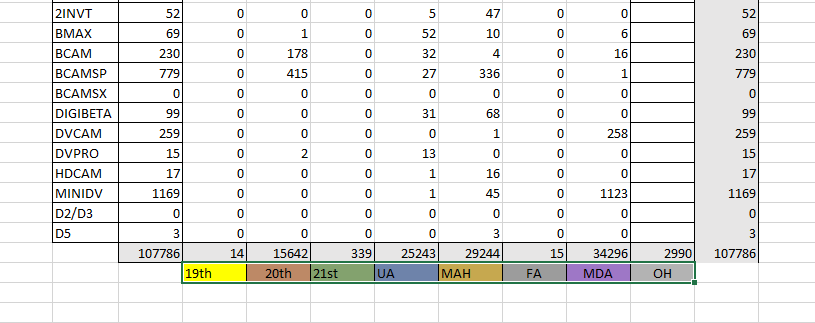 2INVT 52 0 0 0 5 47 0 0 52
BMAX 69 0 1 0 52 10 0 6 69
BCAM 230 0 178 0 32 4 0 16 230
BCAMSP 779 0 415 0 27 336 0 1 779
BCAMSX 0 0 0 0 0 0 0 0 0
DIGIBETA 99 0 0 0 31 68 0 0 99
DVCAM 259 0 0 0 0 1 0 258 259
DVPRO 15 0 2 0 13 0 0 0 15
HDCAM 17 0 0 0 1 16 0 0 17
MINIDV 1169 0 0 0 1 45 0 1123 1169
D2/D3 0 0 0 0 0 0 0 0 0
D5 3 0 0 0 0 3 0 0 3
107786 14 15642 339 25243 29244 15 34296 2990 107786
19th 20th 21st UA MAH FA MDA OH